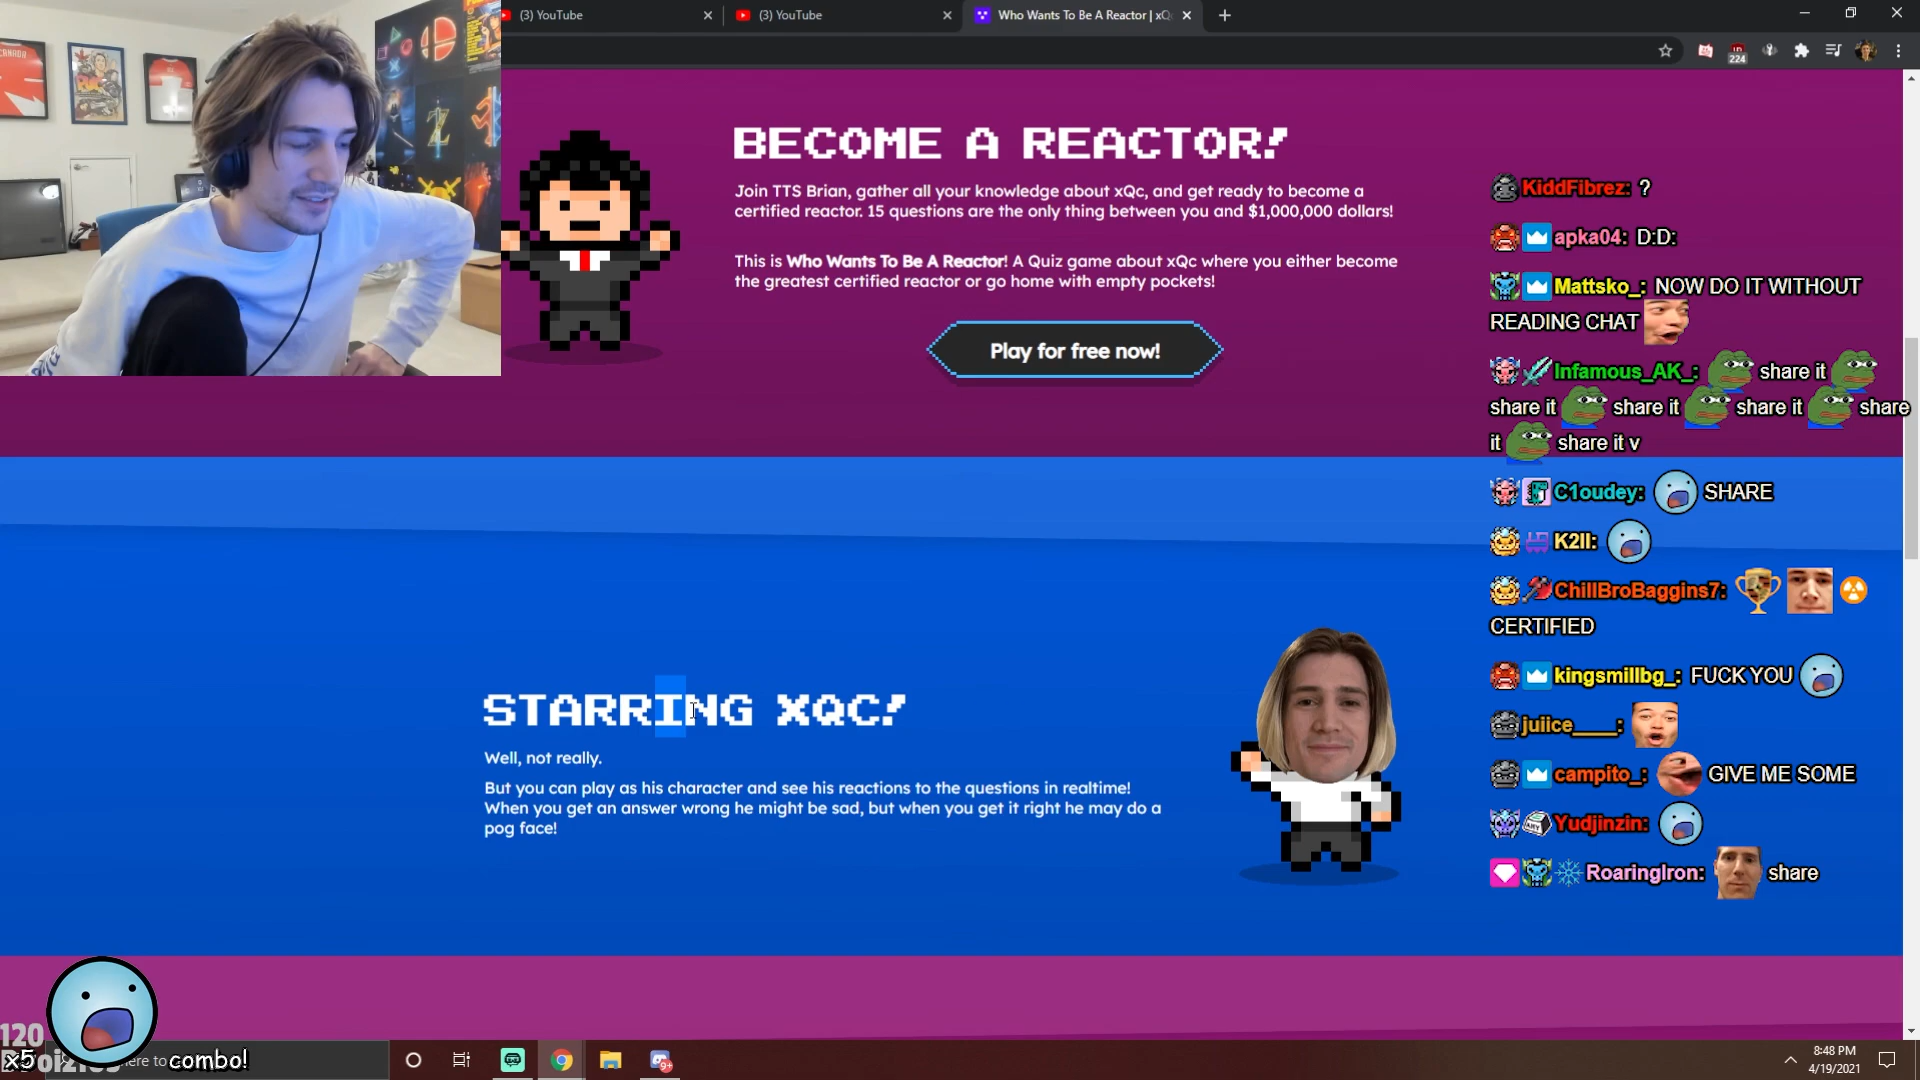 (3) YouTube
(3) YouTube
Who Wants To Be A Reactor | xQc
224
CANADA
BECOME A REACTOR!
Join TTS Brian, gather all your knowledge about xQc, and get ready to become a
certified reactor. 15 questions are the only thing between you and $1,000,000 dollars!
This is Who Wants To Be A Reactor! A Quiz game about xQc where you either become
the greatest certified reactor or go home with empty pockets!
Play for free now!
STARRING XQC!
Well, not really.
But you can play as his character and see his reactions to the questions in realtime!
When you get an answer wrong he might be sad, but when you get it right he may do a
pog face!
KiddFibrez: ?
apka04: D:D:
Mattsko_: NOW DO IT WITHOUT
READING CHAT
Infamous_AK_: share it
share it share it share it share
it share it v
C1oudey: SHARE
K2II:
ChillBroBaggins7:
CERTIFIED
kingsmillbg_: FUCK YOU
juiice____:
campito_: GIVE ME SOME
Yudjinzin:
RoaringIron: share
120
x5
here to
combo!
9+
8:48 PM
4/19/2021